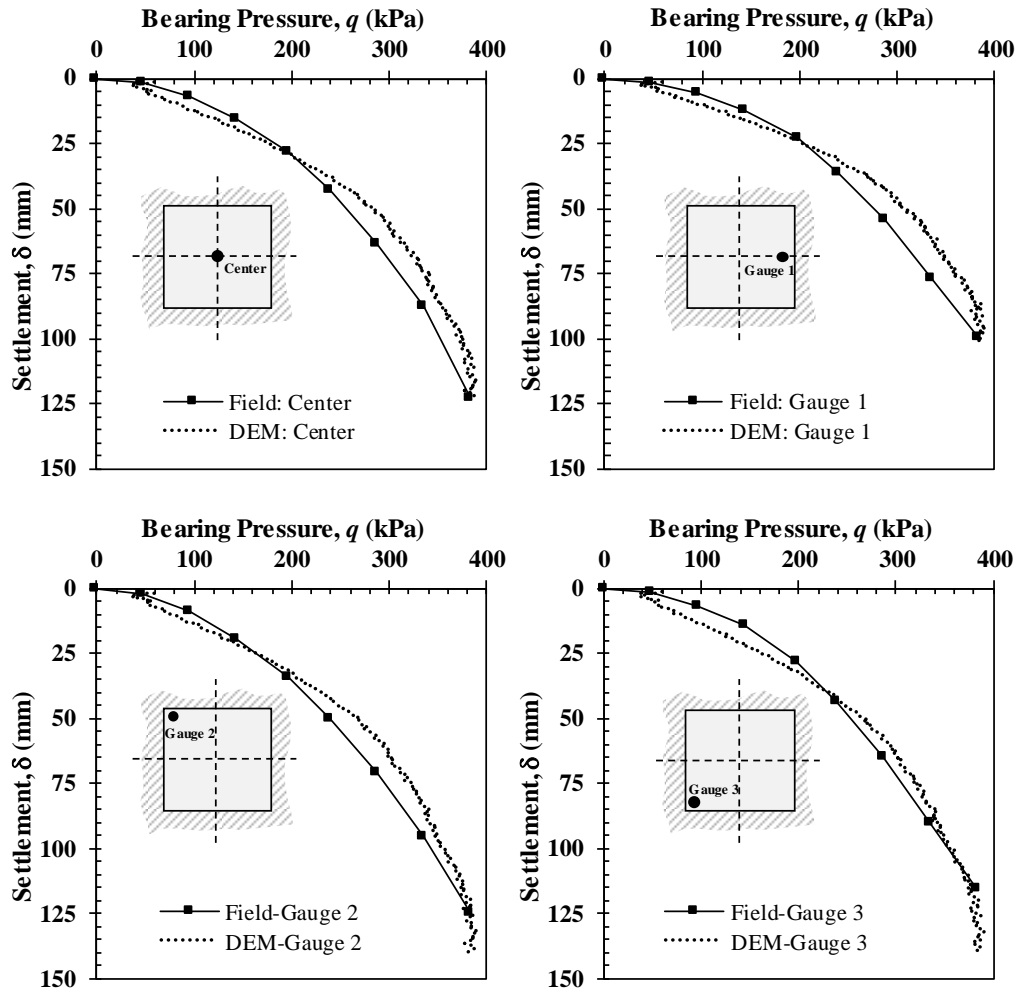 Bearing Pressure, q (kPa)
0 100 200 300 400
0
25
50
75
100
125
150
Settlement, δ (mm)
Center
Field: Center
DEM: Center
Bearing Pressure, q (kPa)
0 100 200 300 400
0
25
50
75
100
125
150
Settlement, δ (mm)
Gauge 1
Field: Gauge 1
DEM: Gauge 1
Bearing Pressure, q (kPa)
0 100 200 300 400
0
25
50
75
100
125
150
Settlement, δ (mm)
Gauge 2
Field-Gauge 2
DEM-Gauge 2
Bearing Pressure, q (kPa)
0 100 200 300 400
0
25
50
75
100
125
150
Settlement, δ (mm)
Gauge 3
Field-Gauge 3
DEM-Gauge 3